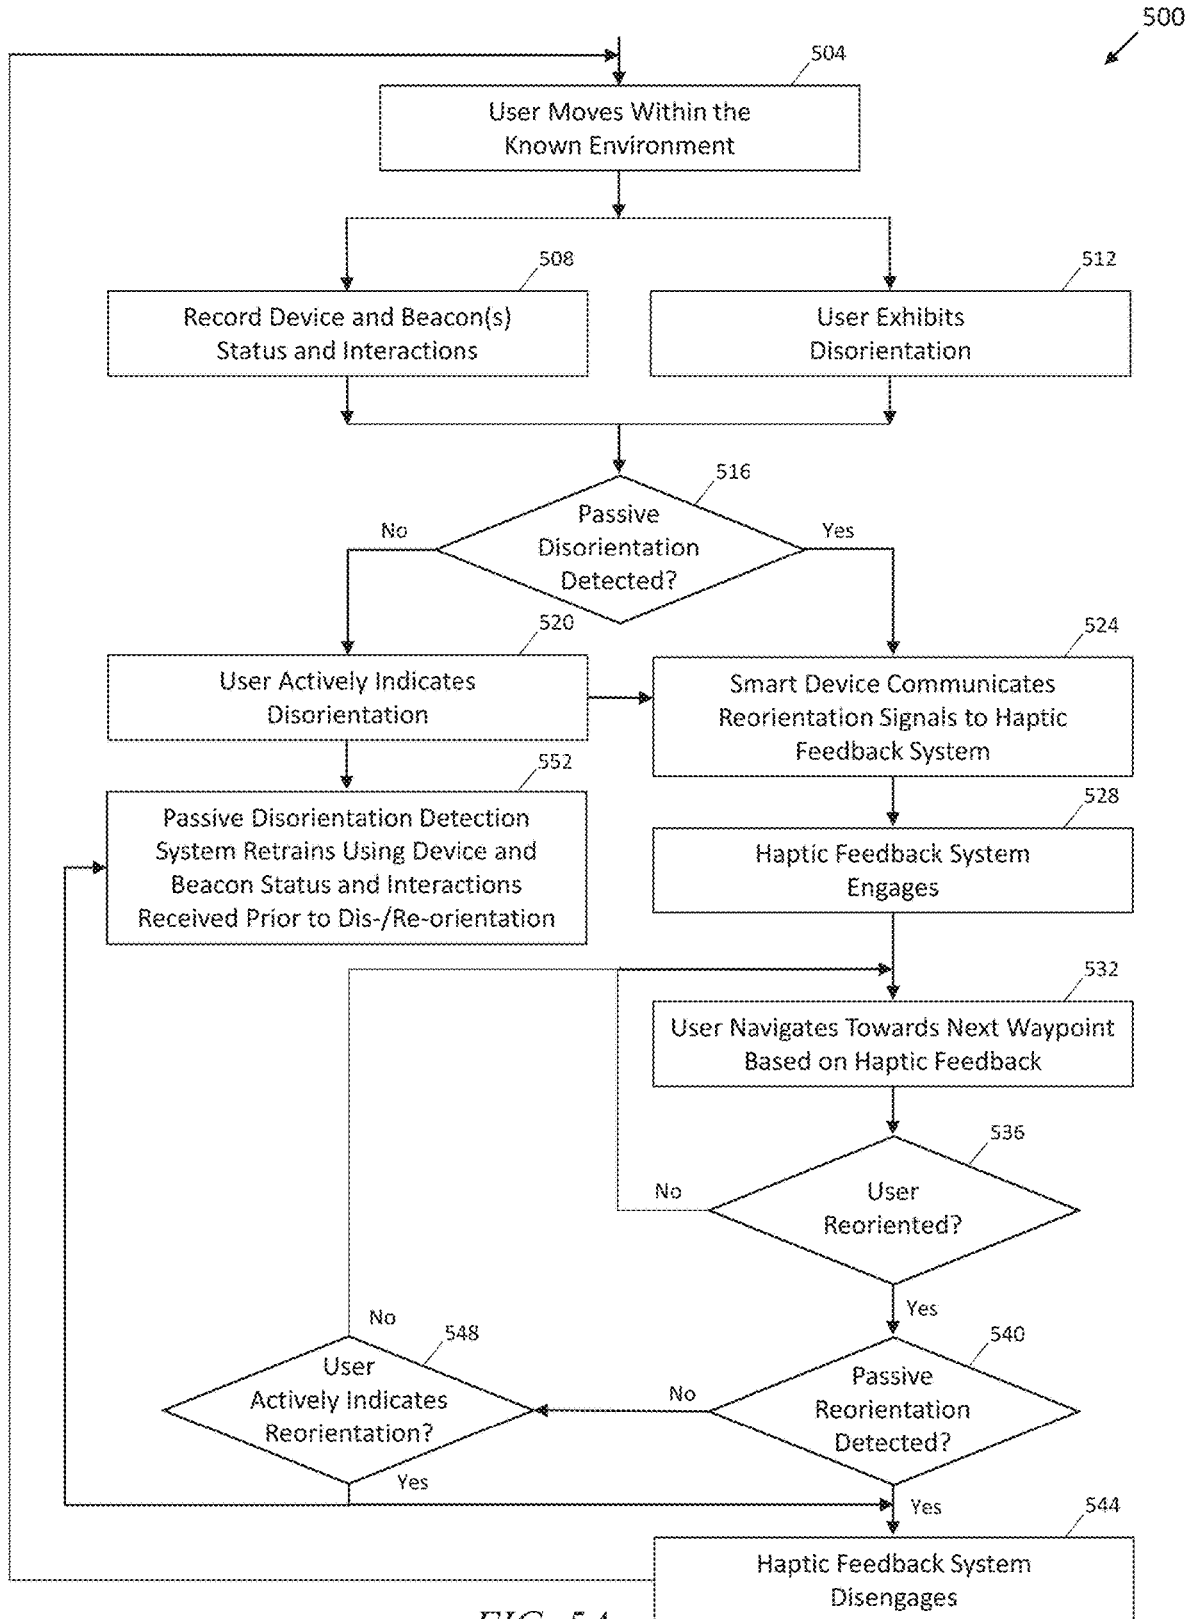 500
504
User Moves Within the
Known Environment
508
Record Device and Beacon(s)
Status and Interactions
512
User Exhibits
Disorientation
516
Passive
Disorientation
Detected?
No
Yes
520
User Actively Indicates
Disorientation
524
Smart Device Communicates
Reorientation Signals to Haptic
Feedback System
552
Passive Disorientation Detection
System Retrains Using Device and
Beacon Status and Interactions
Received Prior to Dis-/Re-orientation
528
Haptic Feedback System
Engages
532
User Navigates Towards Next Waypoint
Based on Haptic Feedback
536
User
Reoriented?
No
Yes
540
Passive
Reorientation
Detected?
No
Yes
548
User
Actively Indicates
Reorientation?
No
Yes
544
Haptic Feedback System
Disengages
FIG. 5A